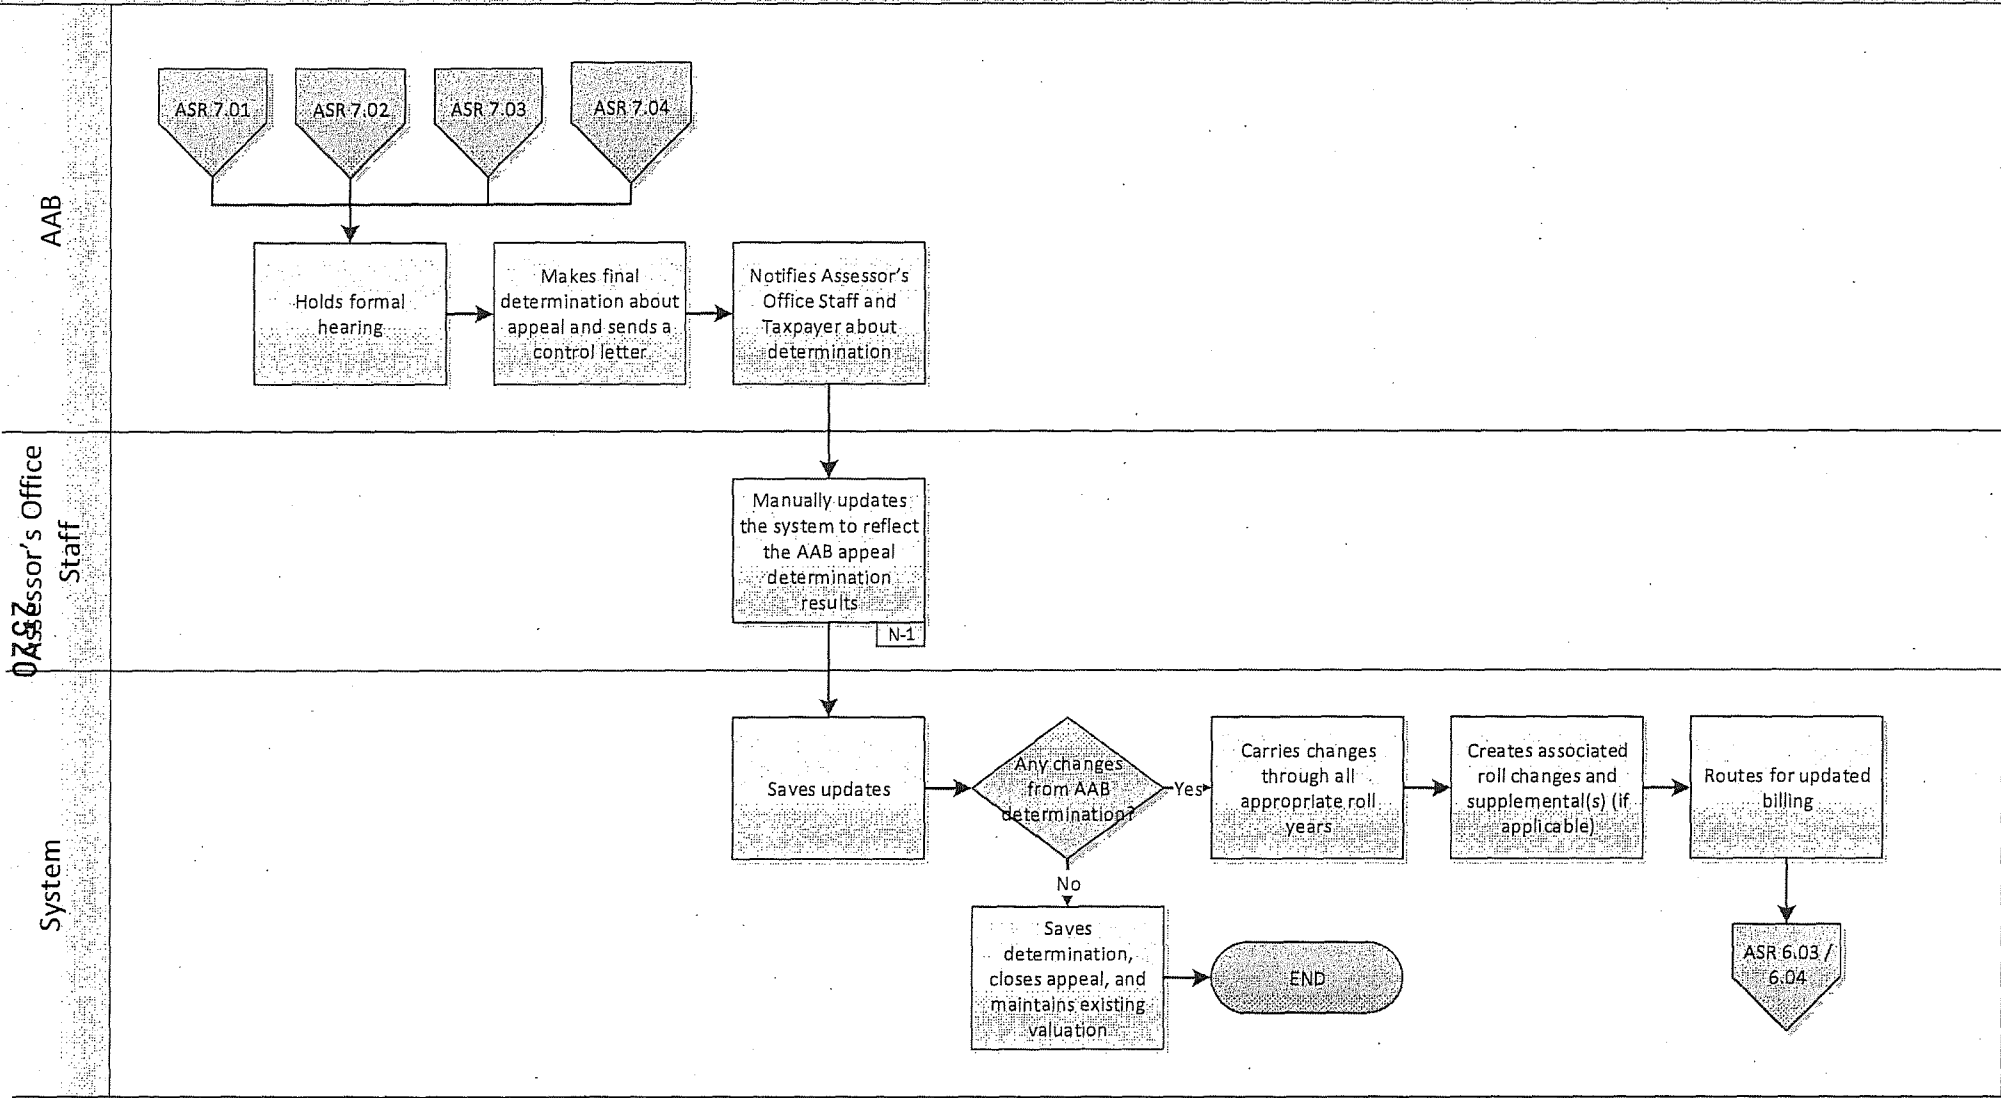 AAB
ASR 7.01
ASR 7.02
ASR 7.03
ASR 7.04
Holds formal
hearing
Makes final
determination about
appeal and sends a
control letter
Notifies Assessor's
Office Staff and
Taxpayer about
determination
Assessor's Office
Staff
2520
Manually updates
the system to reflect
the AAB appeal
determination
results
N-1
System
Saves updates
Any changes
from AAB
determination?
Yes
Carries changes
through all
appropriate roll
years
Creates associated
roll changes and
supplemental(s) (if
applicable)
Routes for updated
billing
No
Saves
determination,
closes appeal, and
maintains existing
valuation
END
ASR 6.03 /
6.04